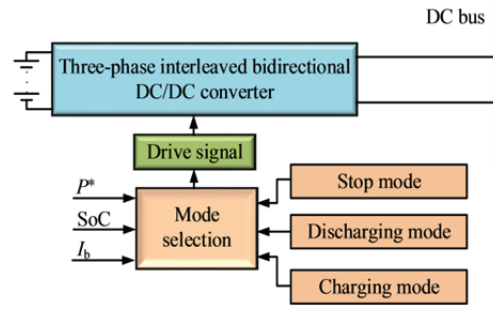 DC bus
Three-phase interleaved bidirectional
DC/DC converter
Drive signal
P*
SoC
I_b
Mode
selection
Stop mode
Discharging mode
Charging mode